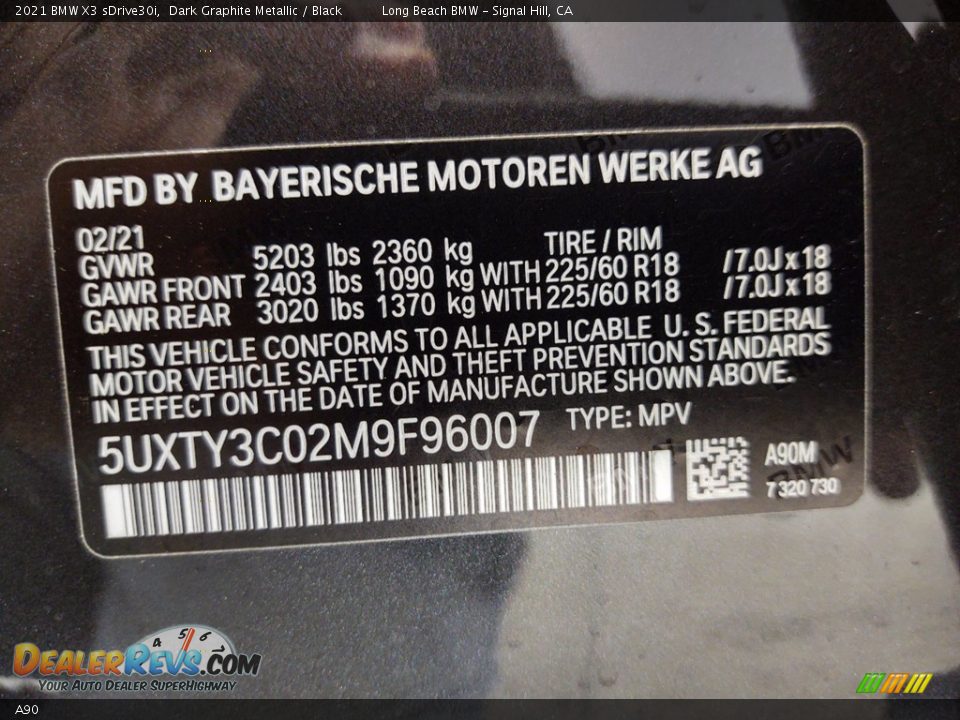 2021 BMW X3 sDrive30i, Dark Graphite Metallic / Black Long Beach BMW - Signal Hill, CA
MFD BY BAYERISCHE MOTOREN WERKE AG
02/21 TIRE / RIM
GVWR 5203 lbs 2360 kg
GAWR FRONT 2403 lbs 1090 kg WITH 225/60 R18 /7.0J x 18
GAWR REAR 3020 lbs 1370 kg WITH 225/60 R18 /7.0J x 18
THIS VEHICLE CONFORMS TO ALL APPLICABLE U. S. FEDERAL
MOTOR VEHICLE SAFETY AND THEFT PREVENTION STANDARDS
IN EFFECT ON THE DATE OF MANUFACTURE SHOWN ABOVE.
5UXTY3C02M9F96007 TYPE: MPV
A90M
7 320 730
BMW
4 5 6
DEALERREVS.COM
YOUR AUTO DEALER SUPERHIGHWAY
A90